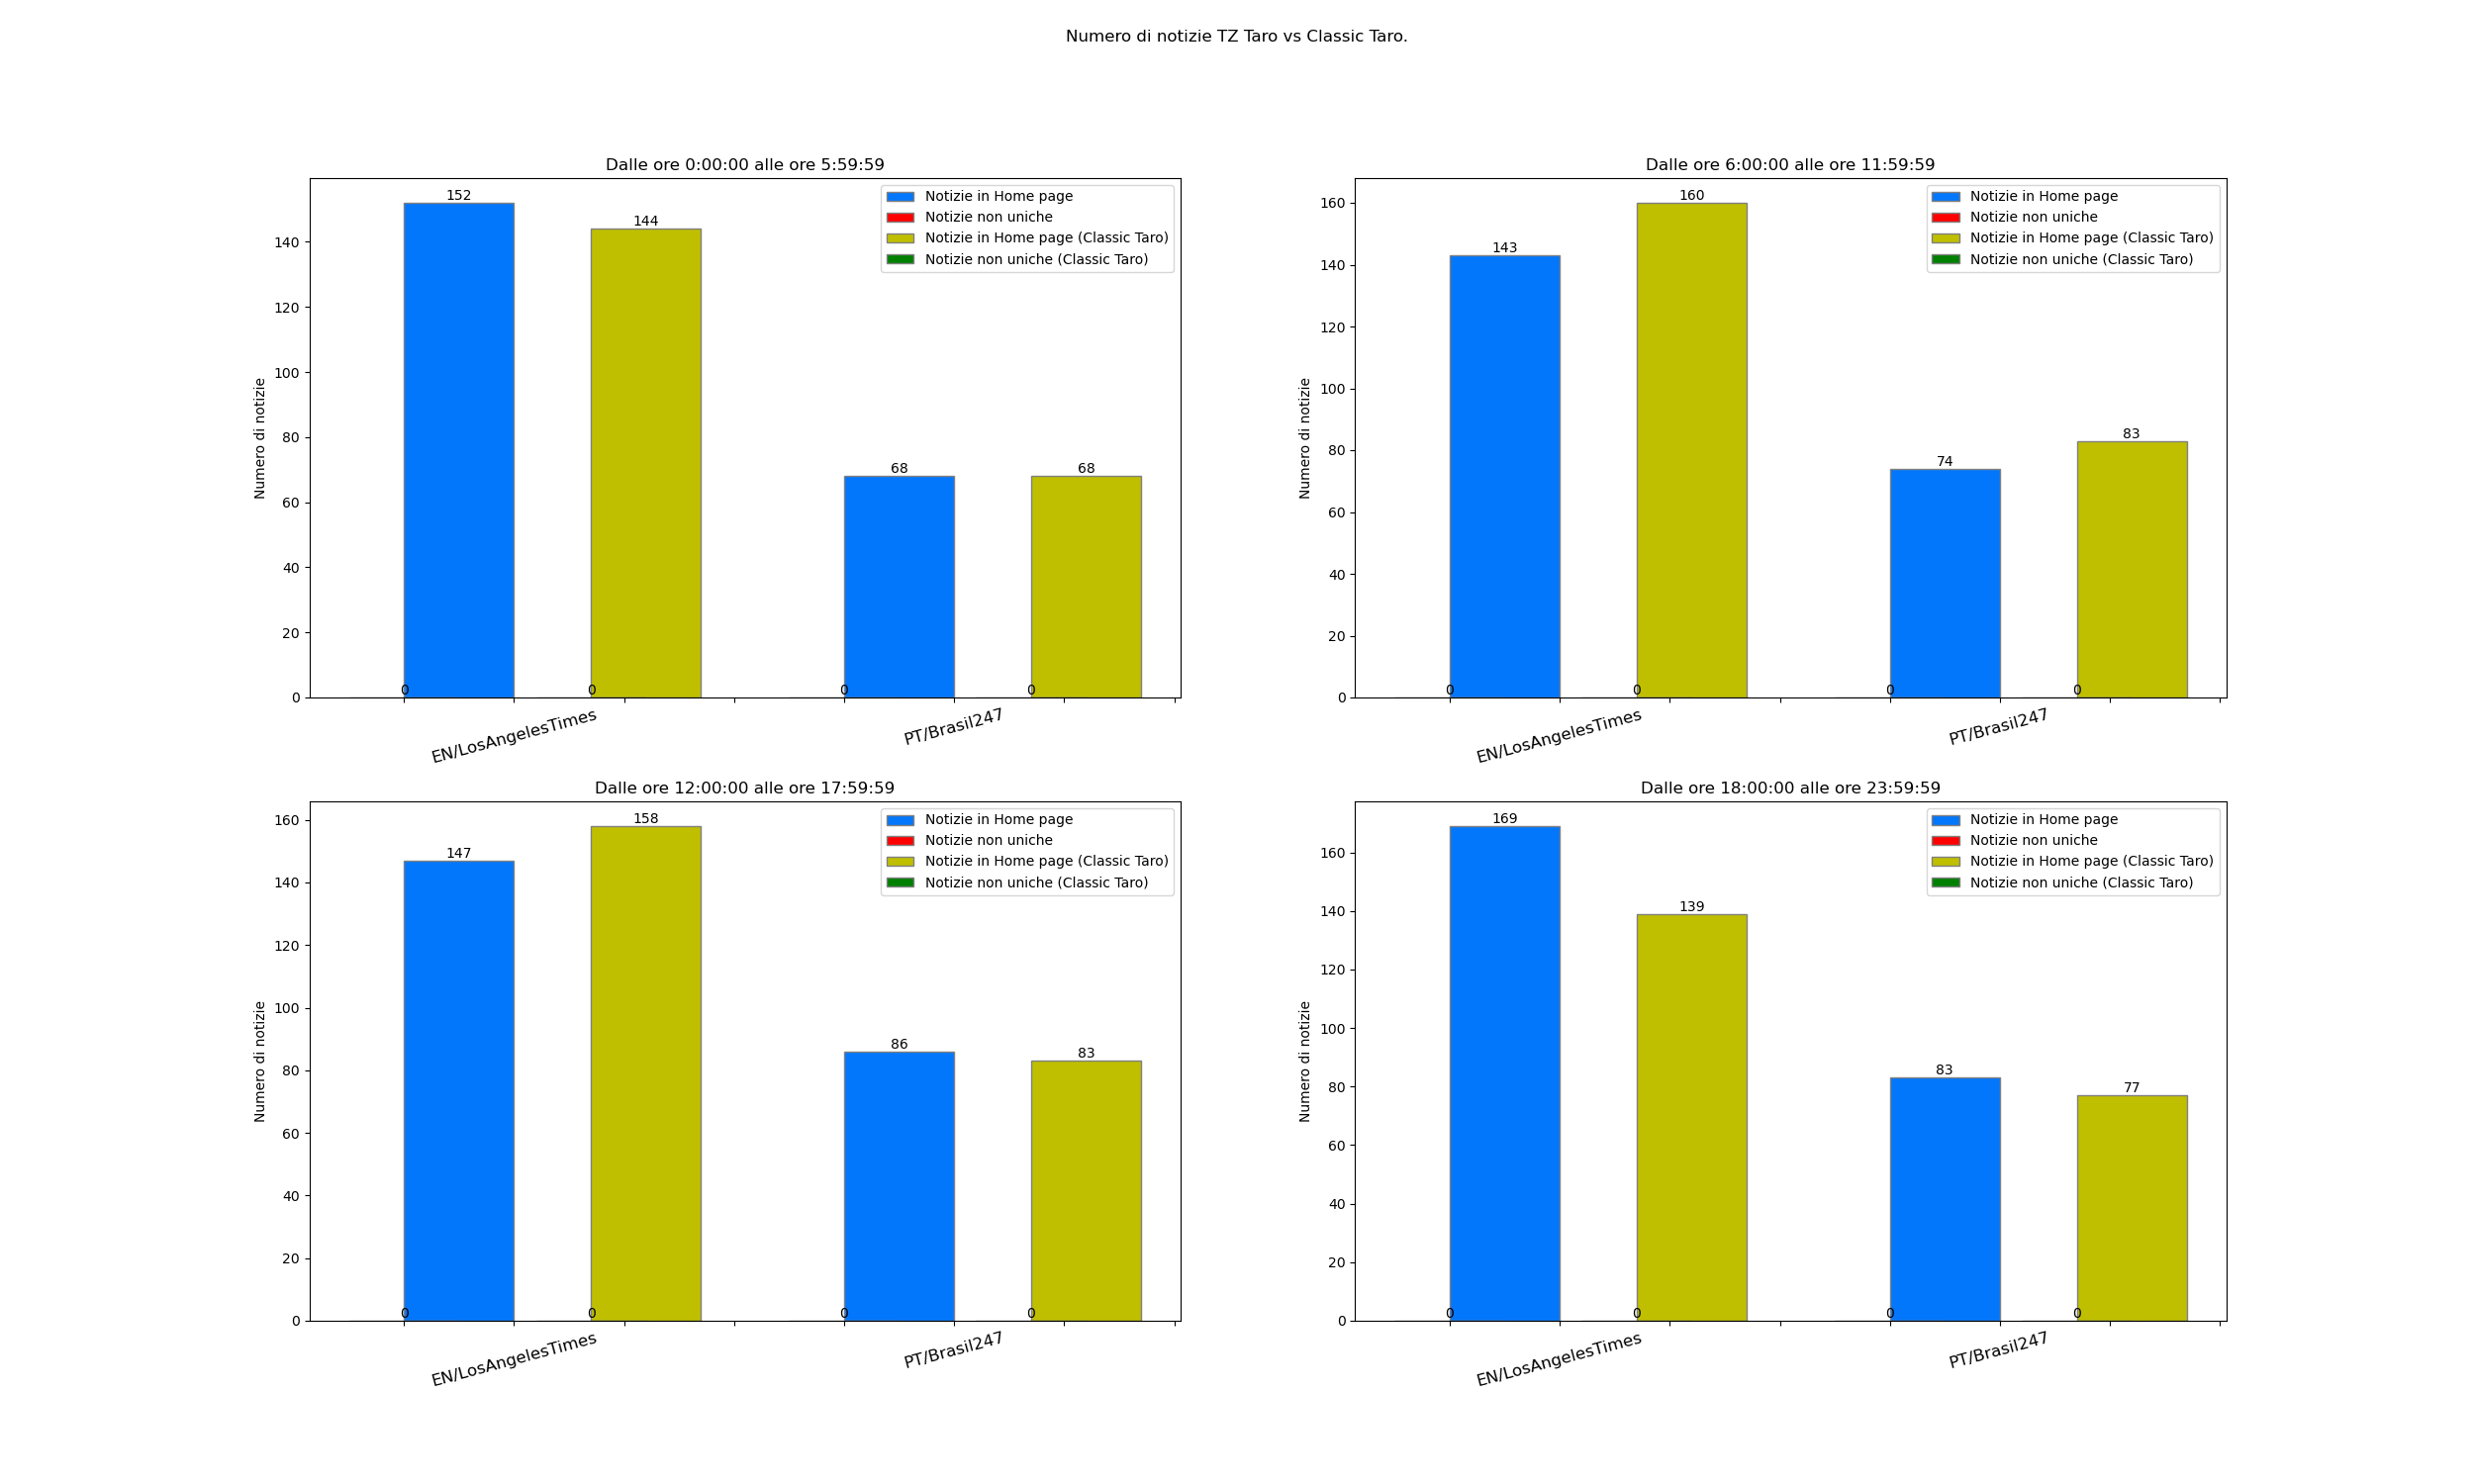 Numero di notizie TZ Taro vs Classic Taro.
Dalle ore 0:00:00 alle ore 5:59:59
Numero di notizie
0
20
40
60
80
100
120
140
152
144
68
68
0
0
0
0
Notizie in Home page
Notizie non uniche
Notizie in Home page (Classic Taro)
Notizie non uniche (Classic Taro)
EN/LosAngelesTimes
PT/Brasil247
Dalle ore 6:00:00 alle ore 11:59:59
Numero di notizie
0
20
40
60
80
100
120
140
160
143
160
74
83
0
0
0
0
Notizie in Home page
Notizie non uniche
Notizie in Home page (Classic Taro)
Notizie non uniche (Classic Taro)
EN/LosAngelesTimes
PT/Brasil247
Dalle ore 12:00:00 alle ore 17:59:59
Numero di notizie
0
20
40
60
80
100
120
140
160
147
158
86
83
0
0
0
0
Notizie in Home page
Notizie non uniche
Notizie in Home page (Classic Taro)
Notizie non uniche (Classic Taro)
EN/LosAngelesTimes
PT/Brasil247
Dalle ore 18:00:00 alle ore 23:59:59
Numero di notizie
0
20
40
60
80
100
120
140
160
169
139
83
77
0
0
0
0
Notizie in Home page
Notizie non uniche
Notizie in Home page (Classic Taro)
Notizie non uniche (Classic Taro)
EN/LosAngelesTimes
PT/Brasil247